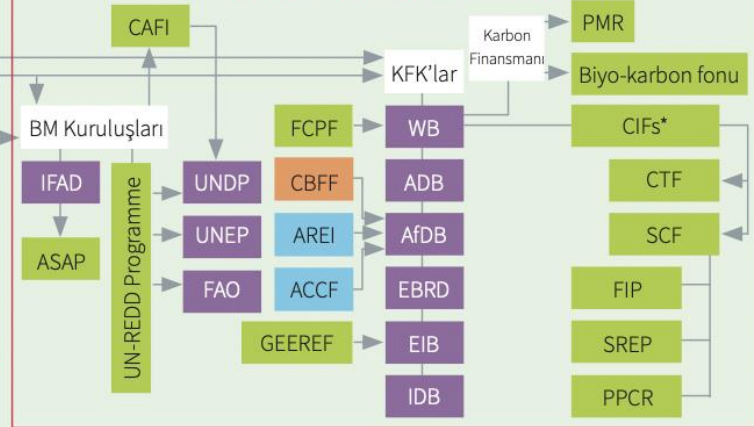 CAFI
PMR
Karbon
Finansmanı
KFK'lar
Biyo-karbon fonu
BM Kuruluşları
FCPF
WB
CIFs*
IFAD
UNDP
CBFF
ADB
CTF
UN-REDD Programme
UNEP
AREI
AfDB
SCF
ASAP
FAO
ACCF
EBRD
FIP
GEEREF
EIB
SREP
IDB
PPCR